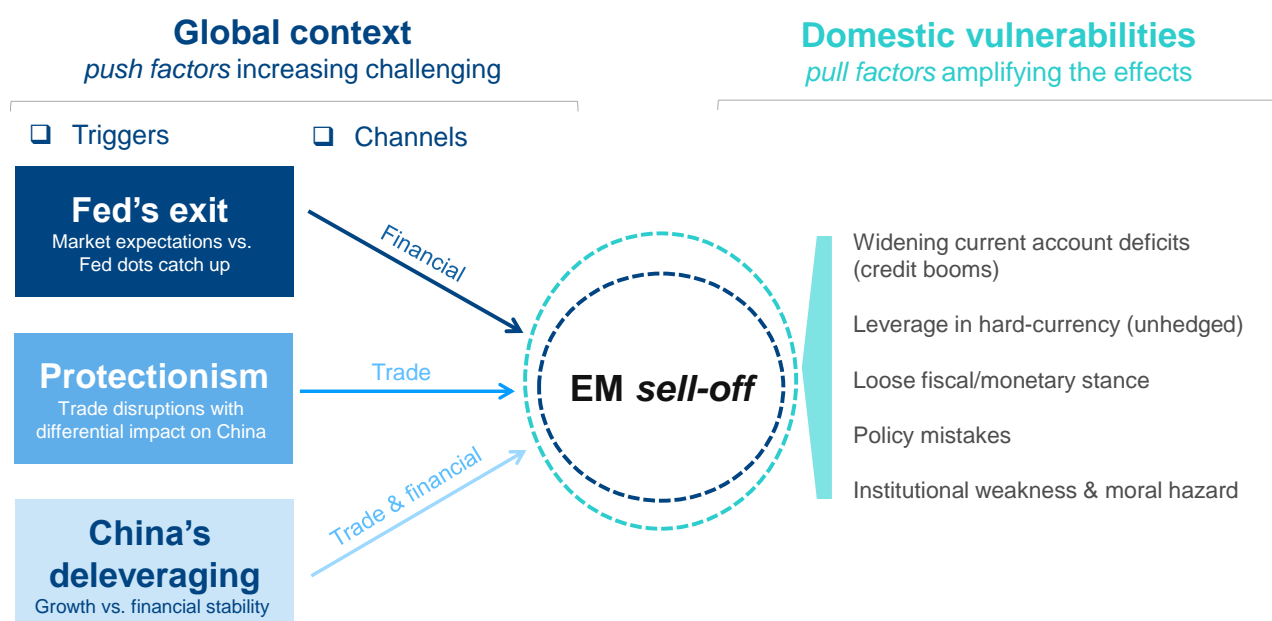 Global context
push factors increasing challenging
Domestic vulnerabilities
pull factors amplifying the effects
Triggers
Channels
Fed's exit
Market expectations vs.
Fed dots catch up
Financial
Protectionism
Trade disruptions with
differential impact on China
Trade
China's
deleveraging
Growth vs. financial stability
Trade & financial
EM sell-off
Widening current account deficits
(credit booms)
Leverage in hard-currency (unhedged)
Loose fiscal/monetary stance
Policy mistakes
Institutional weakness & moral hazard